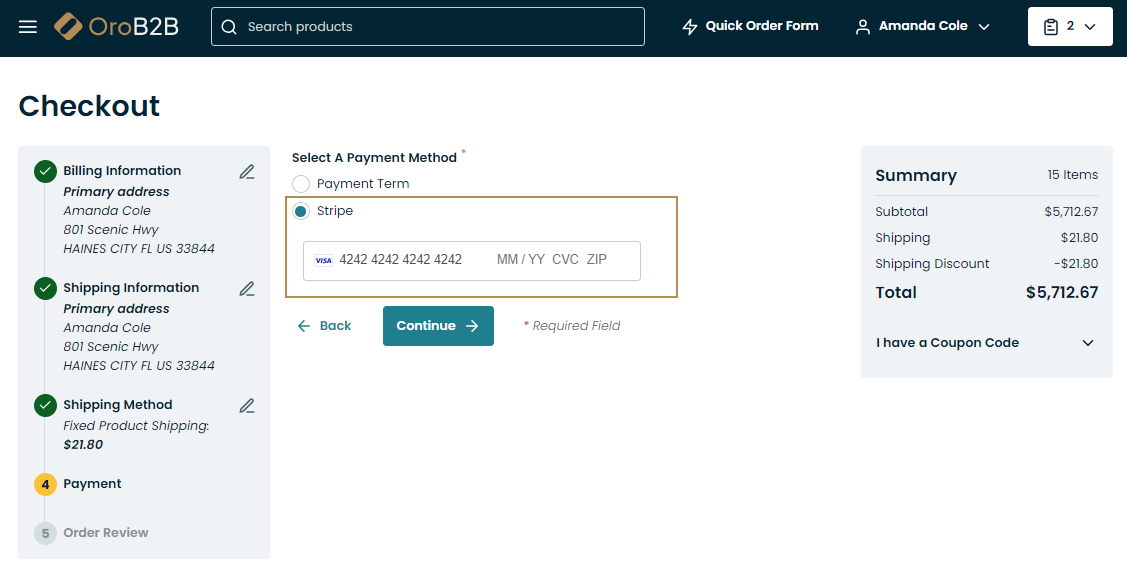 OroB2B
Search products
Quick Order Form
Amanda Cole
2
Checkout
Billing Information
Primary address
Amanda Cole
801 Scenic Hwy
HAINES CITY FL US 33844
Shipping Information
Primary address
Amanda Cole
801 Scenic Hwy
HAINES CITY FL US 33844
Shipping Method
Fixed Product Shipping:
$21.80
4 Payment
5 Order Review
Select A Payment Method *
Payment Term
Stripe
VISA 4242 4242 4242 4242 MM / YY CVC ZIP
Back
Continue
* Required Field
Summary 15 Items
Subtotal $5,712.67
Shipping $21.80
Shipping Discount -$21.80
Total $5,712.67
I have a Coupon Code